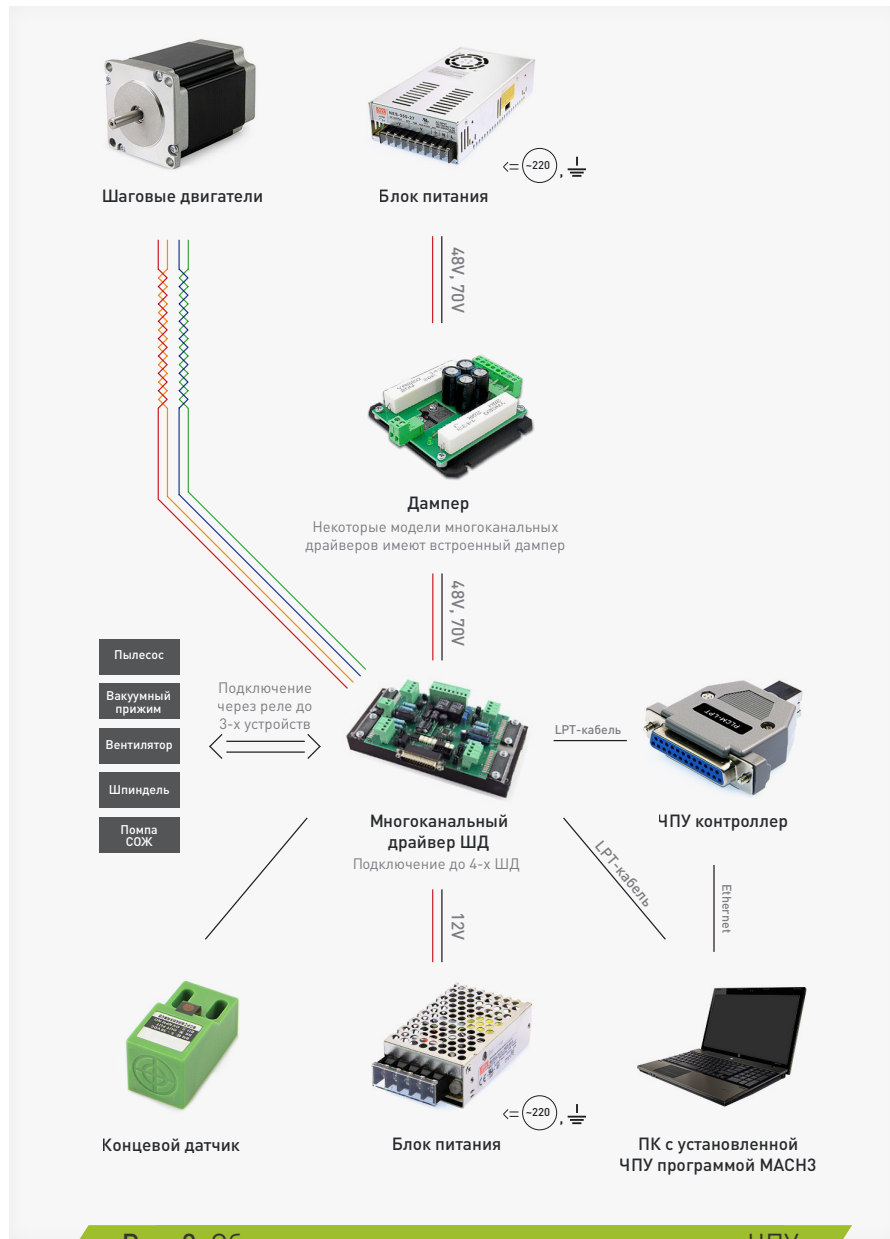 ~220
Шаговые двигатели
Блок питания
48V, 70V
Дампер
Некоторые модели многоканальных
драйверов имеют встроенный дампер
48V, 70V
Пылесос
Вакуумный
прижим
Вентилятор
Шпиндель
Помпа
СОЖ
Подключение
через реле до
3-х устройств
LPT-кабель
PLCM-LPT
Многоканальный
драйвер ШД
Подключение до 4-х ШД
ЧПУ контроллер
LPT-кабель
Ethernet
12V
~220
Концевой датчик
Блок питания
ПК с установленной
ЧПУ программой MACH3